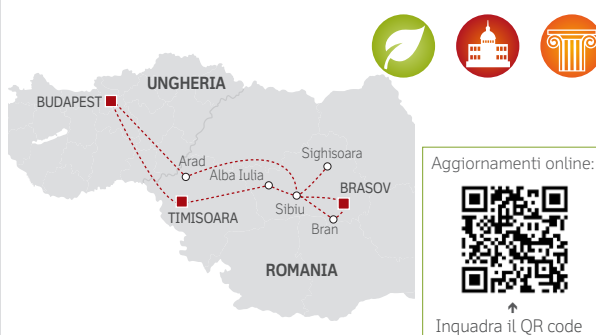 UNGHERIA
BUDAPEST
Arad
Alba Iulia
Sighisoara
BRASOV
TIMISOARA
Sibiu
Bran
ROMANIA
Aggiornamenti online:
Inquadra il QR code